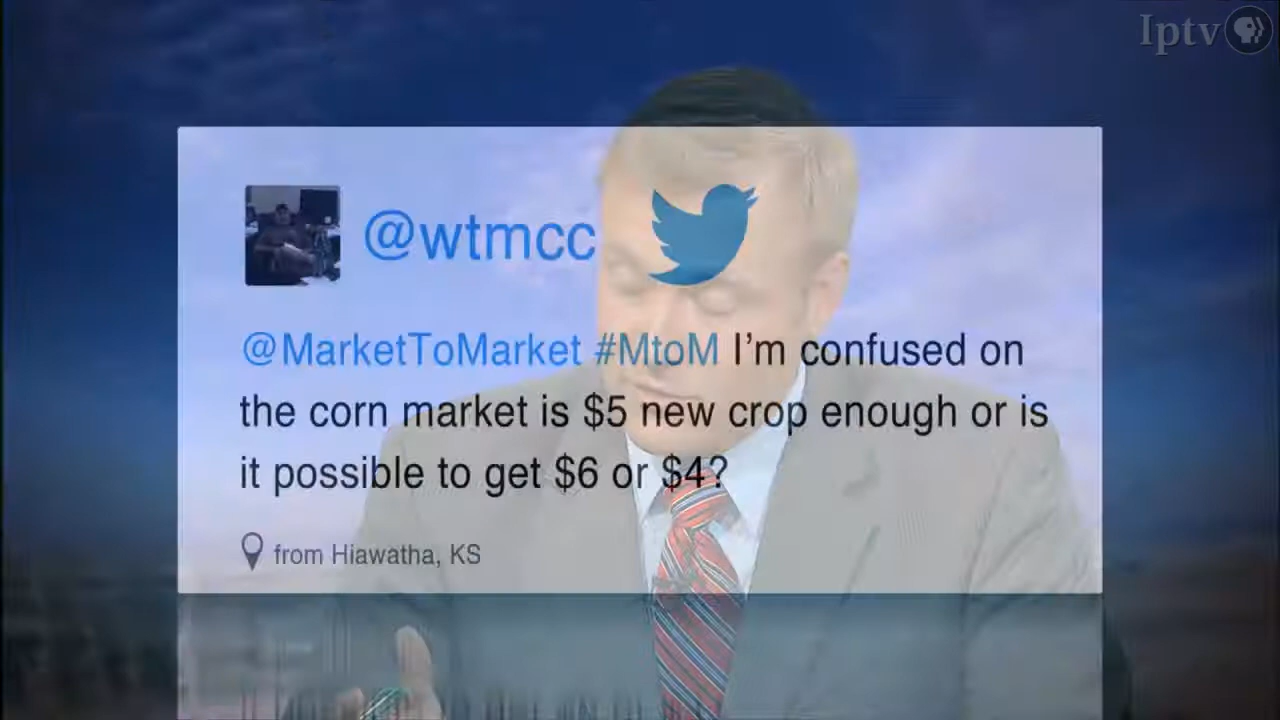 Iptv
@wtmcc
@MarketToMarket #MtoM I'm confused on
the corn market is $5 new crop enough or is
it possible to get $6 or $4?
from Hiawatha, KS